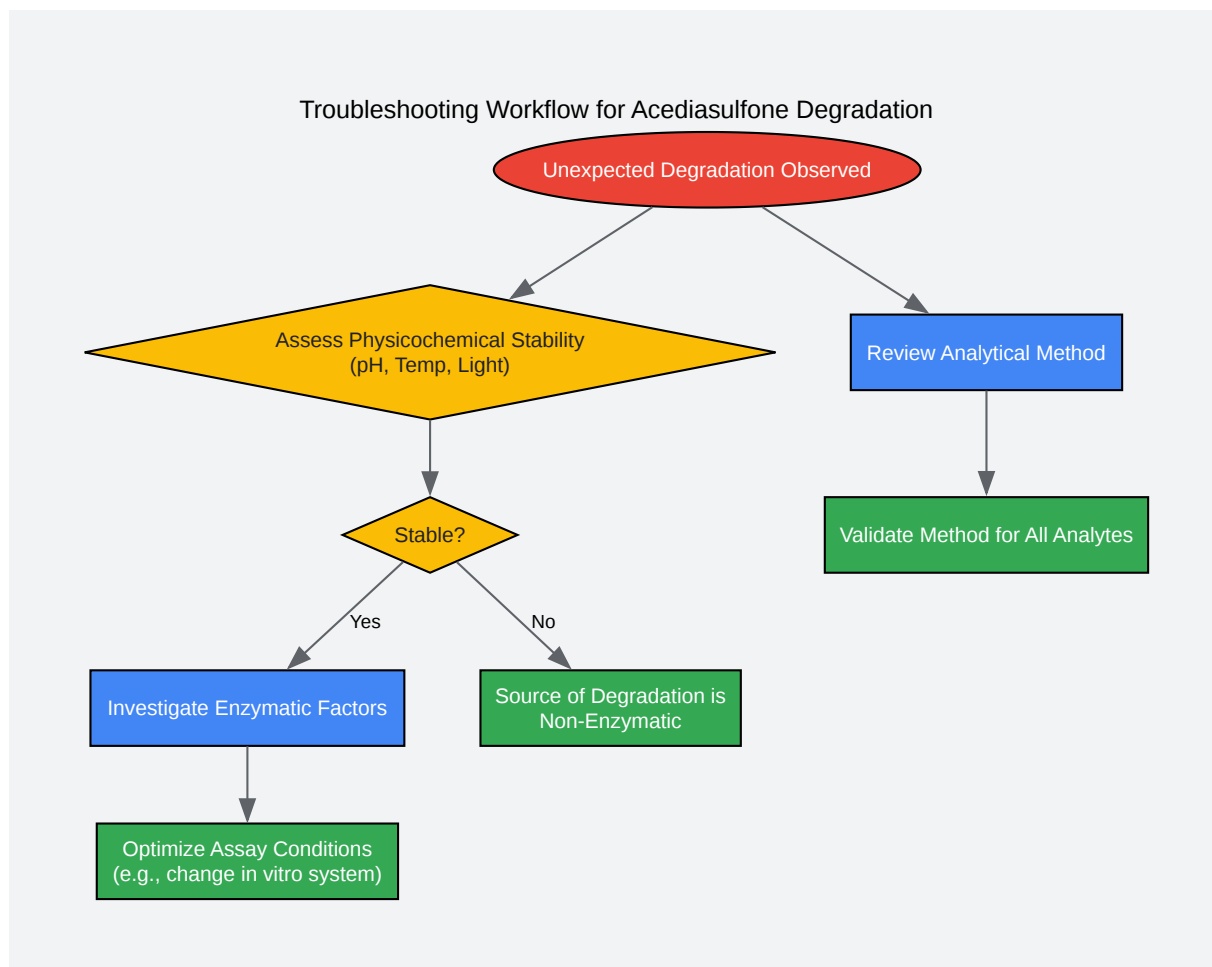 Troubleshooting Workflow for Acediasulfone Degradation
Unexpected Degradation Observed
Assess Physicochemical Stability
(pH, Temp, Light)
Review Analytical Method
Stable?
Validate Method for All Analytes
Yes
No
Investigate Enzymatic Factors
Source of Degradation is
Non-Enzymatic
Optimize Assay Conditions
(e.g., change in vitro system)